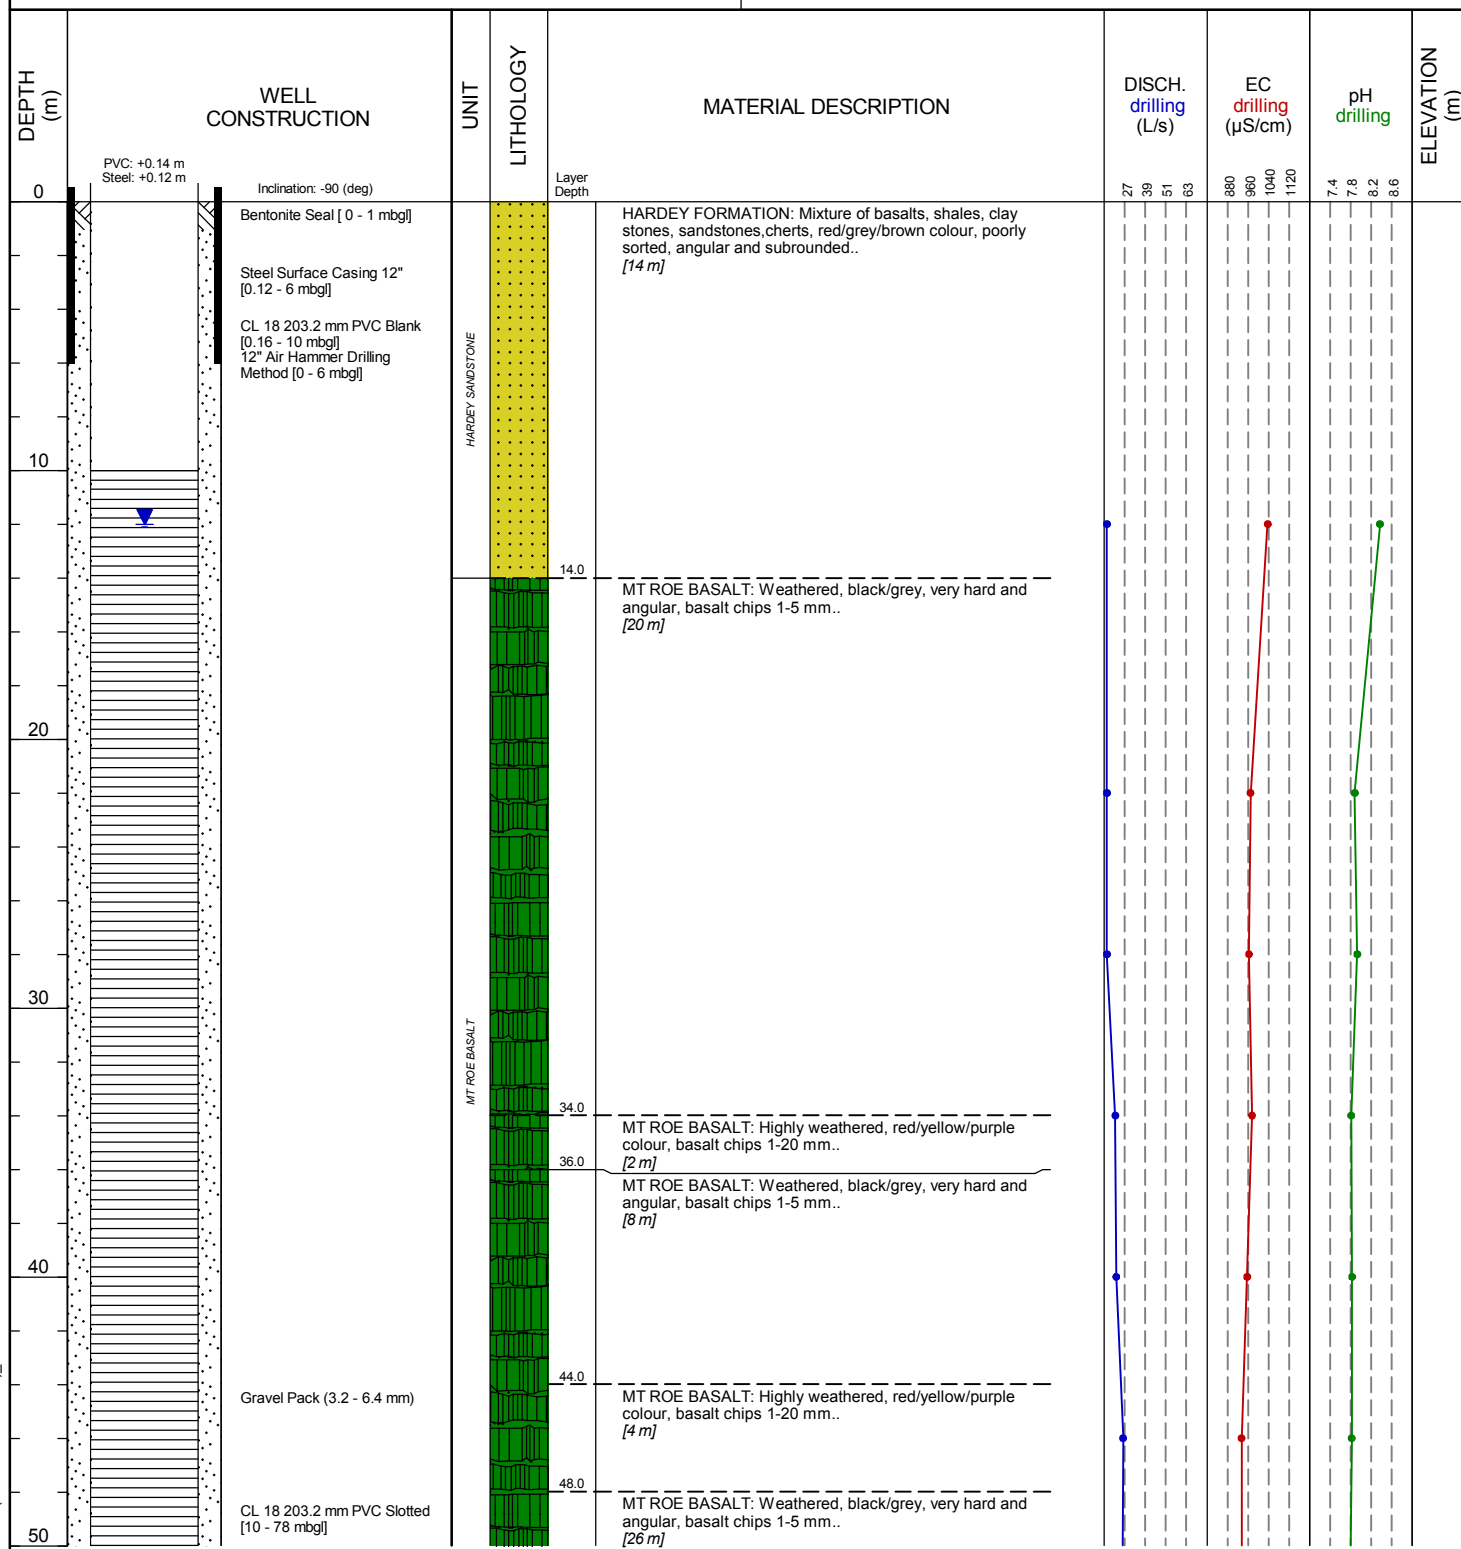 DEPTH
(m)
WELL
CONSTRUCTION
UNIT
LITHOLOGY
MATERIAL DESCRIPTION
DISCH.
drilling
(L/s)
EC
drilling
(µS/cm)
pH
drilling
ELEVATION
(m)
PVC: +0.14 m
Steel: +0.12 m
Inclination: -90 (deg)
Layer
Depth
27
39
51
63
880
960
1040
1120
7.4
7.8
8.2
8.6
0
Bentonite Seal [ 0 - 1 mbgl]
Steel Surface Casing 12"
[0.12 - 6 mbgl]
CL 18 203.2 mm PVC Blank
[0.16 - 10 mbgl]
12" Air Hammer Drilling
Method [0 - 6 mbgl]
HARDEY SANDSTONE
HARDEY FORMATION: Mixture of basalts, shales, clay
stones, sandstones,cherts, red/grey/brown colour, poorly
sorted, angular and subrounded..
[14 m]
10
14.0
MT ROE BASALT: Weathered, black/grey, very hard and
angular, basalt chips 1-5 mm..
[20 m]
20
30
MT ROE BASALT
34.0
MT ROE BASALT: Highly weathered, red/yellow/purple
colour, basalt chips 1-20 mm..
[2 m]
36.0
MT ROE BASALT: Weathered, black/grey, very hard and
angular, basalt chips 1-5 mm..
[8 m]
40
44.0
Gravel Pack (3.2 - 6.4 mm)
MT ROE BASALT: Highly weathered, red/yellow/purple
colour, basalt chips 1-20 mm..
[4 m]
48.0
CL 18 203.2 mm PVC Slotted
[10 - 78 mbgl]
MT ROE BASALT: Weathered, black/grey, very hard and
angular, basalt chips 1-5 mm..
[26 m]
50